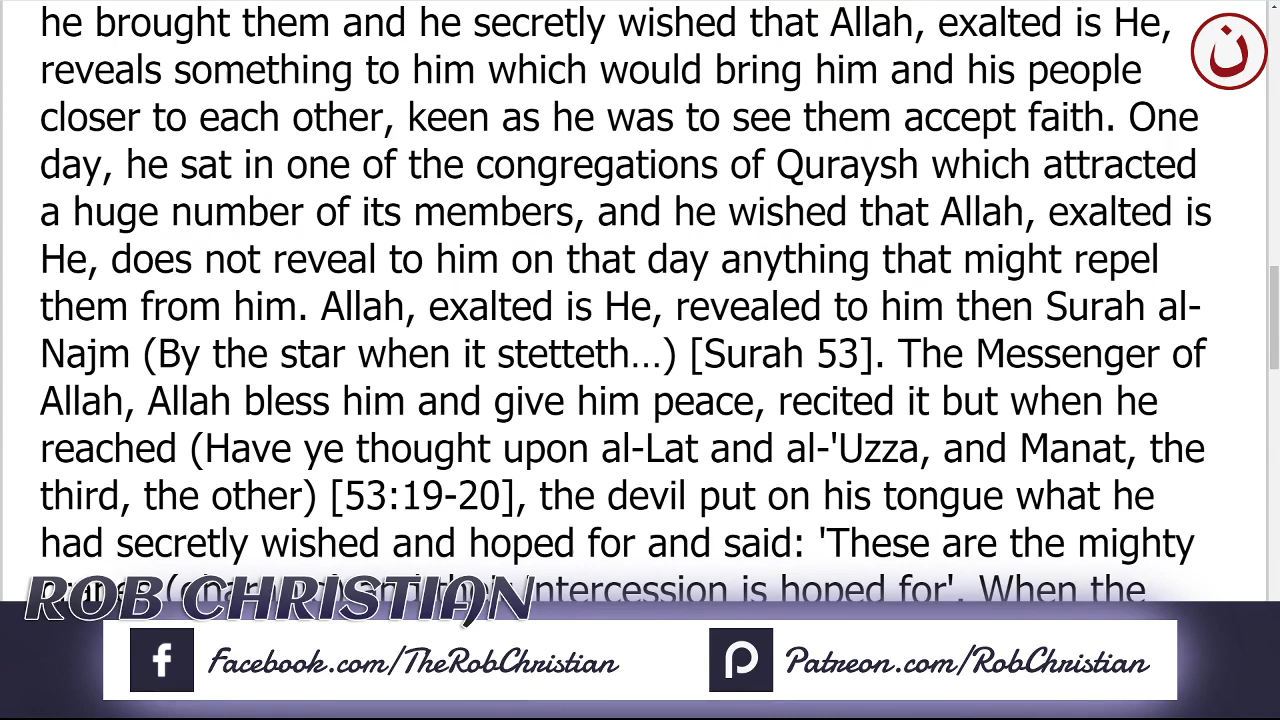 he brought them and he secretly wished that Allah, exalted is He,
reveals something to him which would bring him and his people
closer to each other, keen as he was to see them accept faith. One
day, he sat in one of the congregations of Quraysh which attracted
a huge number of its members, and he wished that Allah, exalted is
He, does not reveal to him on that day anything that might repel
them from him. Allah, exalted is He, revealed to him then Surah al-
Najm (By the star when it stetteth…) [Surah 53]. The Messenger of
Allah, Allah bless him and give him peace, recited it but when he
reached (Have ye thought upon al-Lat and al-'Uzza, and Manat, the
third, the other) [53:19-20], the devil put on his tongue what he
had secretly wished and hoped for and said: 'These are the mighty
intercession is hoped for'. When the
ن
ROB CHRISTIAN
Facebook.com/TheRobChristian
Patreon.com/RobChristian